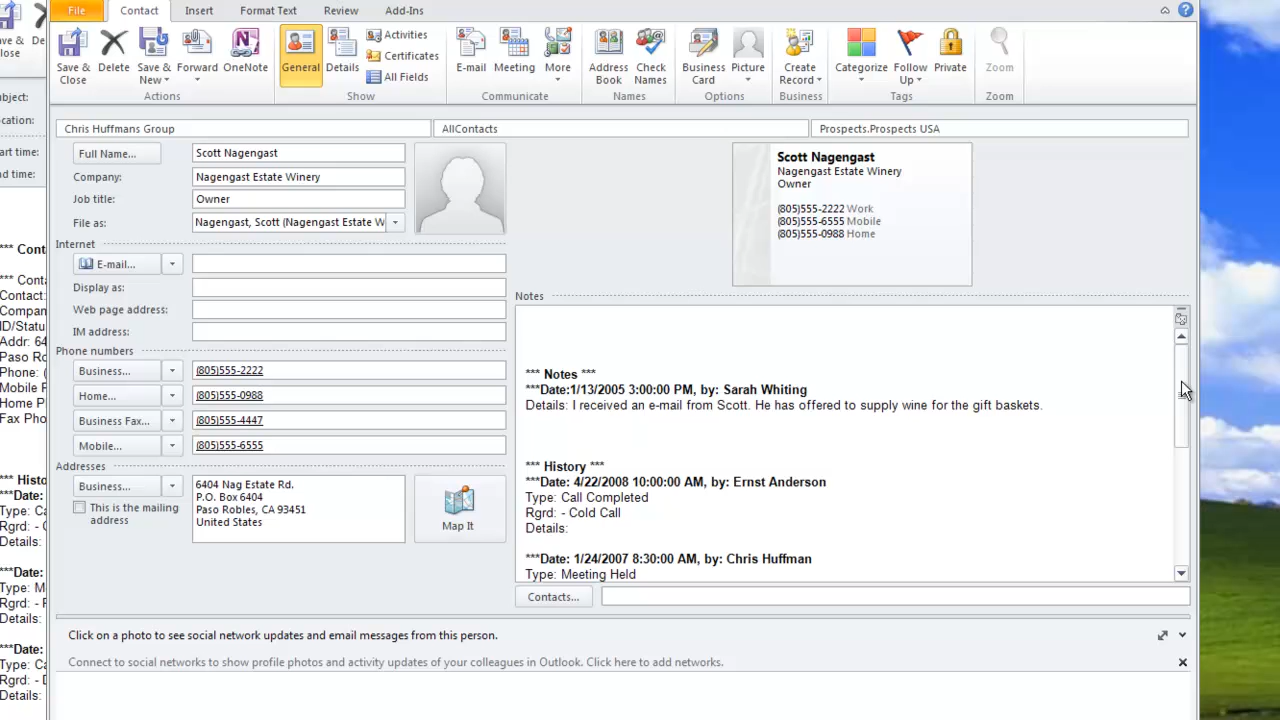 File Contact Insert Format Text Review Add-Ins
Save & Close
Delete
Save & New
Forward
OneNote
Actions
General
Details
Activities
Certificates
All Fields
Show
E-mail
Meeting
More
Communicate
Address Book
Check Names
Names
Business Card
Picture
Options
Create Record
Business
Categorize
Follow Up
Private
Tags
Zoom
Zoom
Chris Huffmans Group AllContacts Prospects.Prospects USA
Full Name... Scott Nagengast
Company: Nagengast Estate Winery
Job title: Owner
File as: Nagengast, Scott (Nagengast Estate W
Internet
E-mail...
Display as:
Web page address:
IM address:
Phone numbers
Business... (805)555-2222
Home... (805)555-0988
Business Fax... (805)555-4447
Mobile... (805)555-6555
Addresses
Business... 6404 Nag Estate Rd.
P.O. Box 6404
Paso Robles, CA 93451
United States
This is the mailing
address
Map It
Scott Nagengast
Nagengast Estate Winery
Owner
(805)555-2222 Work
(805)555-6555 Mobile
(805)555-0988 Home
Notes
*** Notes ***
***Date:1/13/2005 3:00:00 PM, by: Sarah Whiting
Details: I received an e-mail from Scott. He has offered to supply wine for the gift baskets.
*** History ***
***Date: 4/22/2008 10:00:00 AM, by: Ernst Anderson
Type: Call Completed
Rgrd: - Cold Call
Details:
***Date: 1/24/2007 8:30:00 AM, by: Chris Huffman
Type: Meeting Held
Contacts...
Click on a photo to see social network updates and email messages from this person.
Connect to social networks to show profile photos and activity updates of your colleagues in Outlook. Click here to add networks.
Close
*** Cont
*** Conta
Contact:
Compan
ID/Statu
Addr: 64
Paso Ro
Phone: (
Mobile P
Home P
Fax Pho
*** Histo
***Date:
Type: Ca
Rgrd: - C
Details:
***Date:
Type: M
Rgrd: - F
Details:
***Date:
Type: Ca
Rgrd: - D
Details: